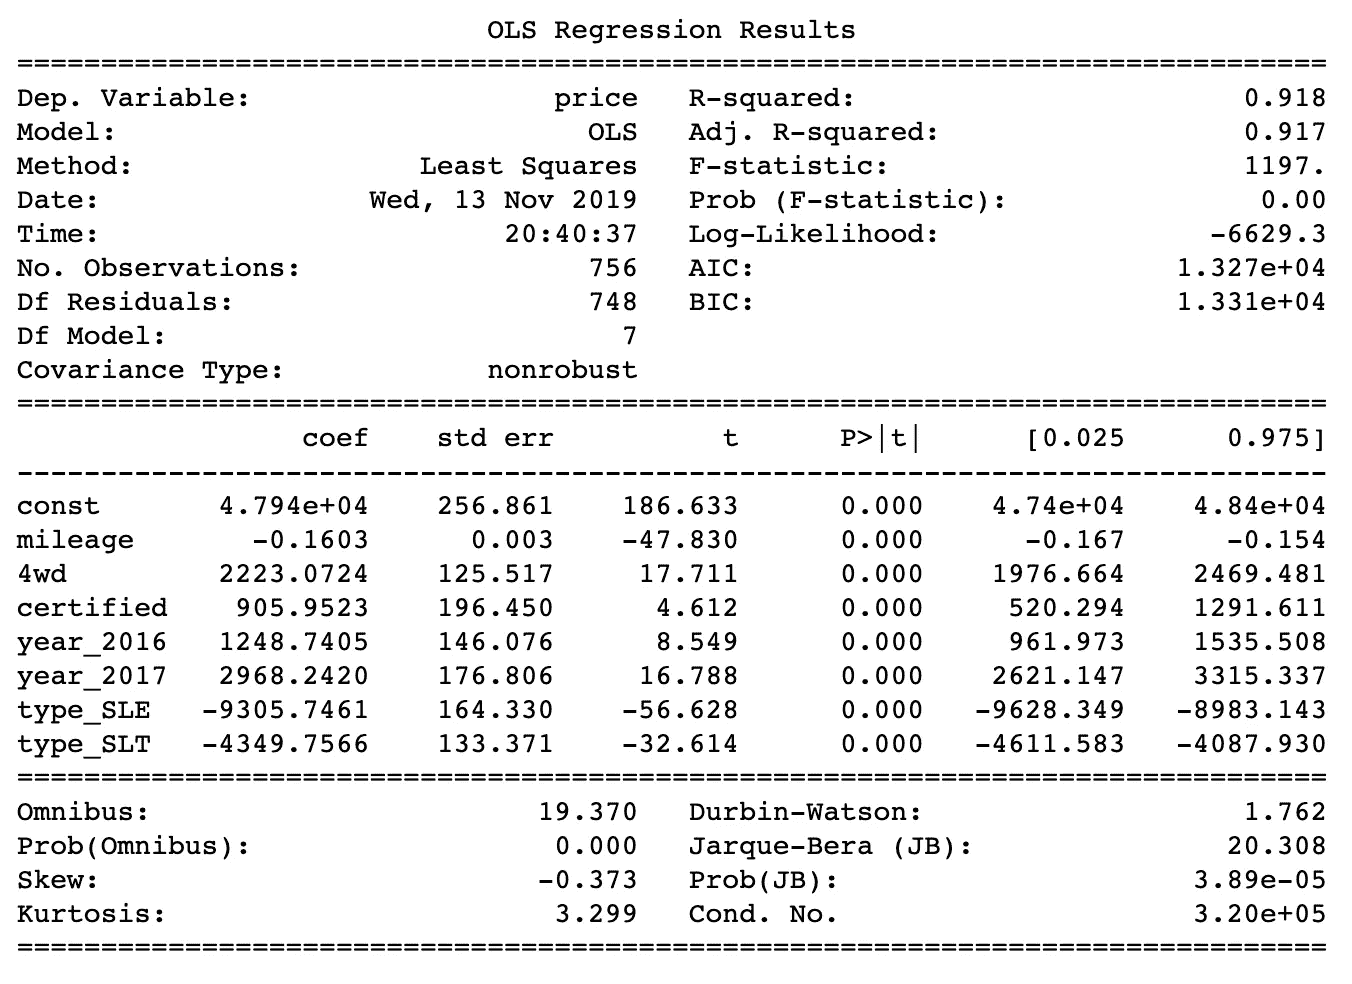 OLS Regression Results
==============================================================================
Dep. Variable:                  price   R-squared:                       0.918
Model:                            OLS   Adj. R-squared:                  0.917
Method:                 Least Squares   F-statistic:                     1197.
Date:                Wed, 13 Nov 2019   Prob (F-statistic):               0.00
Time:                        20:40:37   Log-Likelihood:                -6629.3
No. Observations:                 756   AIC:                         1.327e+04
Df Residuals:                     748   BIC:                         1.331e+04
Df Model:                           7
Covariance Type:            nonrobust
==============================================================================
                 coef    std err          t      P>|t|      [0.025      0.975]
------------------------------------------------------------------------------
const       4.794e+04    256.861    186.633      0.000    4.74e+04    4.84e+04
mileage       -0.1603      0.003    -47.830      0.000      -0.167      -0.154
4wd         2223.0724    125.517     17.711      0.000    1976.664    2469.481
certified    905.9523    196.450      4.612      0.000     520.294    1291.611
year_2016   1248.7405    146.076      8.549      0.000     961.973    1535.508
year_2017   2968.2420    176.806     16.788      0.000    2621.147    3315.337
type_SLE   -9305.7461    164.330    -56.628      0.000   -9628.349   -8983.143
type_SLT   -4349.7566    133.371    -32.614      0.000   -4611.583   -4087.930
==============================================================================
Omnibus:                       19.370   Durbin-Watson:                   1.762
Prob(Omnibus):                  0.000   Jarque-Bera (JB):               20.308
Skew:                          -0.373   Prob(JB):                     3.89e-05
Kurtosis:                       3.299   Cond. No.                     3.20e+05
==============================================================================